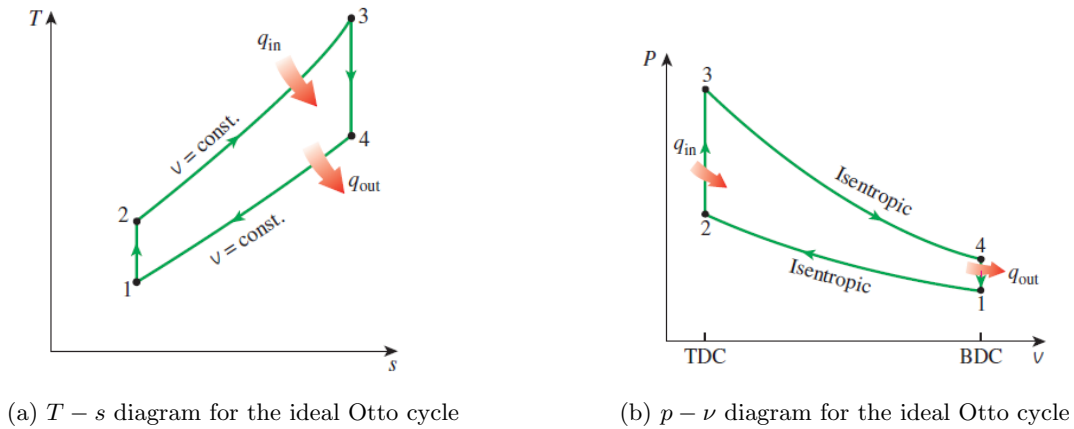 T
3
q_in
v = const.
4
q_out
2
v = const.
1
s
P
3
q_in
Isentropic
2
4
q_out
Isentropic
1
TDC
BDC
v
(a) T − s diagram for the ideal Otto cycle
(b) p − ν diagram for the ideal Otto cycle